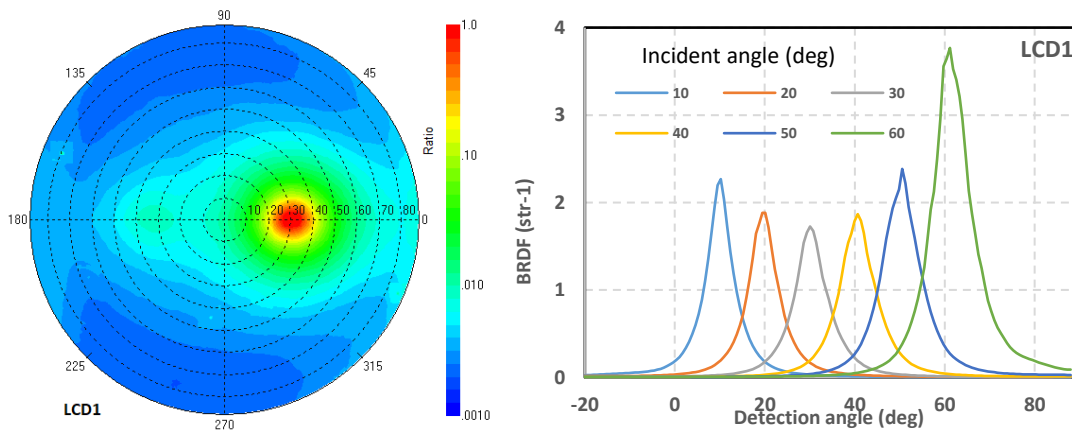 90
135
45
180
10 20 30 40 50 60 70 80 0
225
315
270
LCD1
1.0
.10
.010
.0010
Ratio
LCD1
Incident angle (deg)
10 20 30
40 50 60
4
3
2
1
0
BRDF (str-1)
-20 0 20 40 60 80
Detection angle (deg)